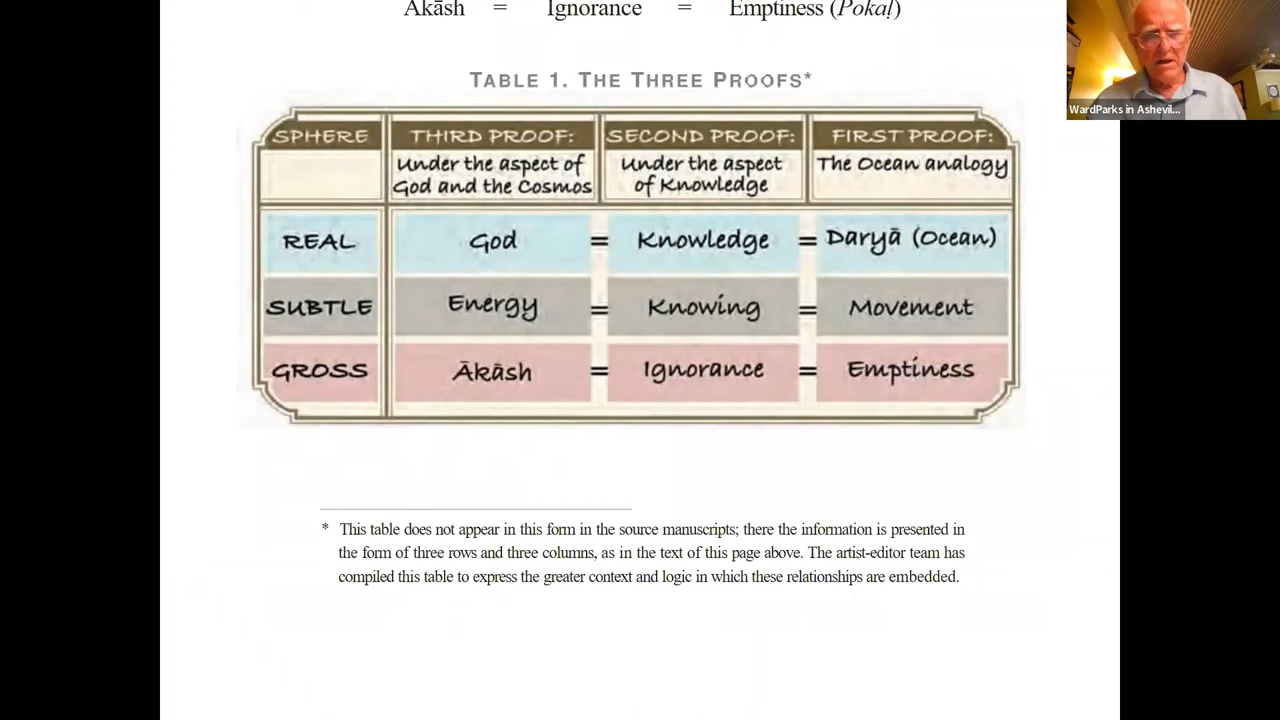 Ākāsh = Ignorance = Emptiness (Pokaḷ)
WardParks in Ashevil...
TABLE 1. THE THREE PROOFS*
SPHERE THIRD PROOF: SECOND PROOF: FIRST PROOF:
Under the aspect of God and the Cosmos Under the aspect of Knowledge The Ocean analogy
REAL God = Knowledge = Daryā (Ocean)
SUBTLE Energy = Knowing = Movement
GROSS Ākāsh = Ignorance = Emptiness
* This table does not appear in this form in the source manuscripts; there the information is presented in
the form of three rows and three columns, as in the text of this page above. The artist-editor team has
compiled this table to express the greater context and logic in which these relationships are embedded.